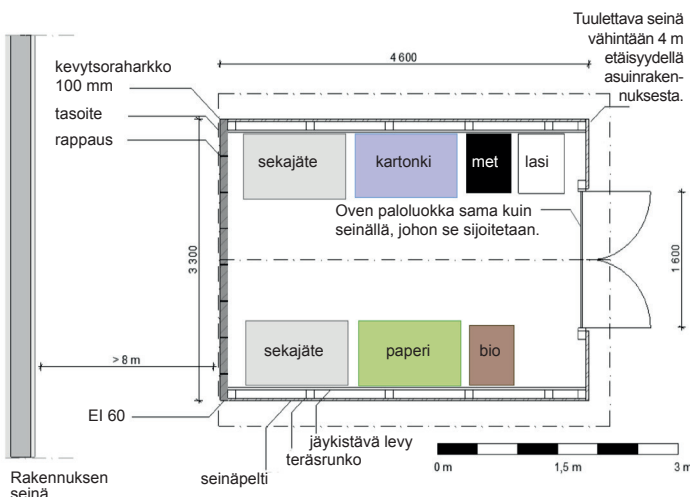 Tuulettava seinä
vähintään 4 m
etäisyydellä
asuinraken-
nuksesta.
4 600
kevytsoraharkko
100 mm
tasoite
rappaus
sekajäte
kartonki
met
lasi
Oven paloluokka sama kuin
seinällä, johon se sijoitetaan.
3 300
1 600
sekajäte
paperi
bio
> 8 m
EI 60
jäykistävä levy
teräsrunko
seinäpelti
0 m
1,5 m
3 m
Rakennuksen
seinä